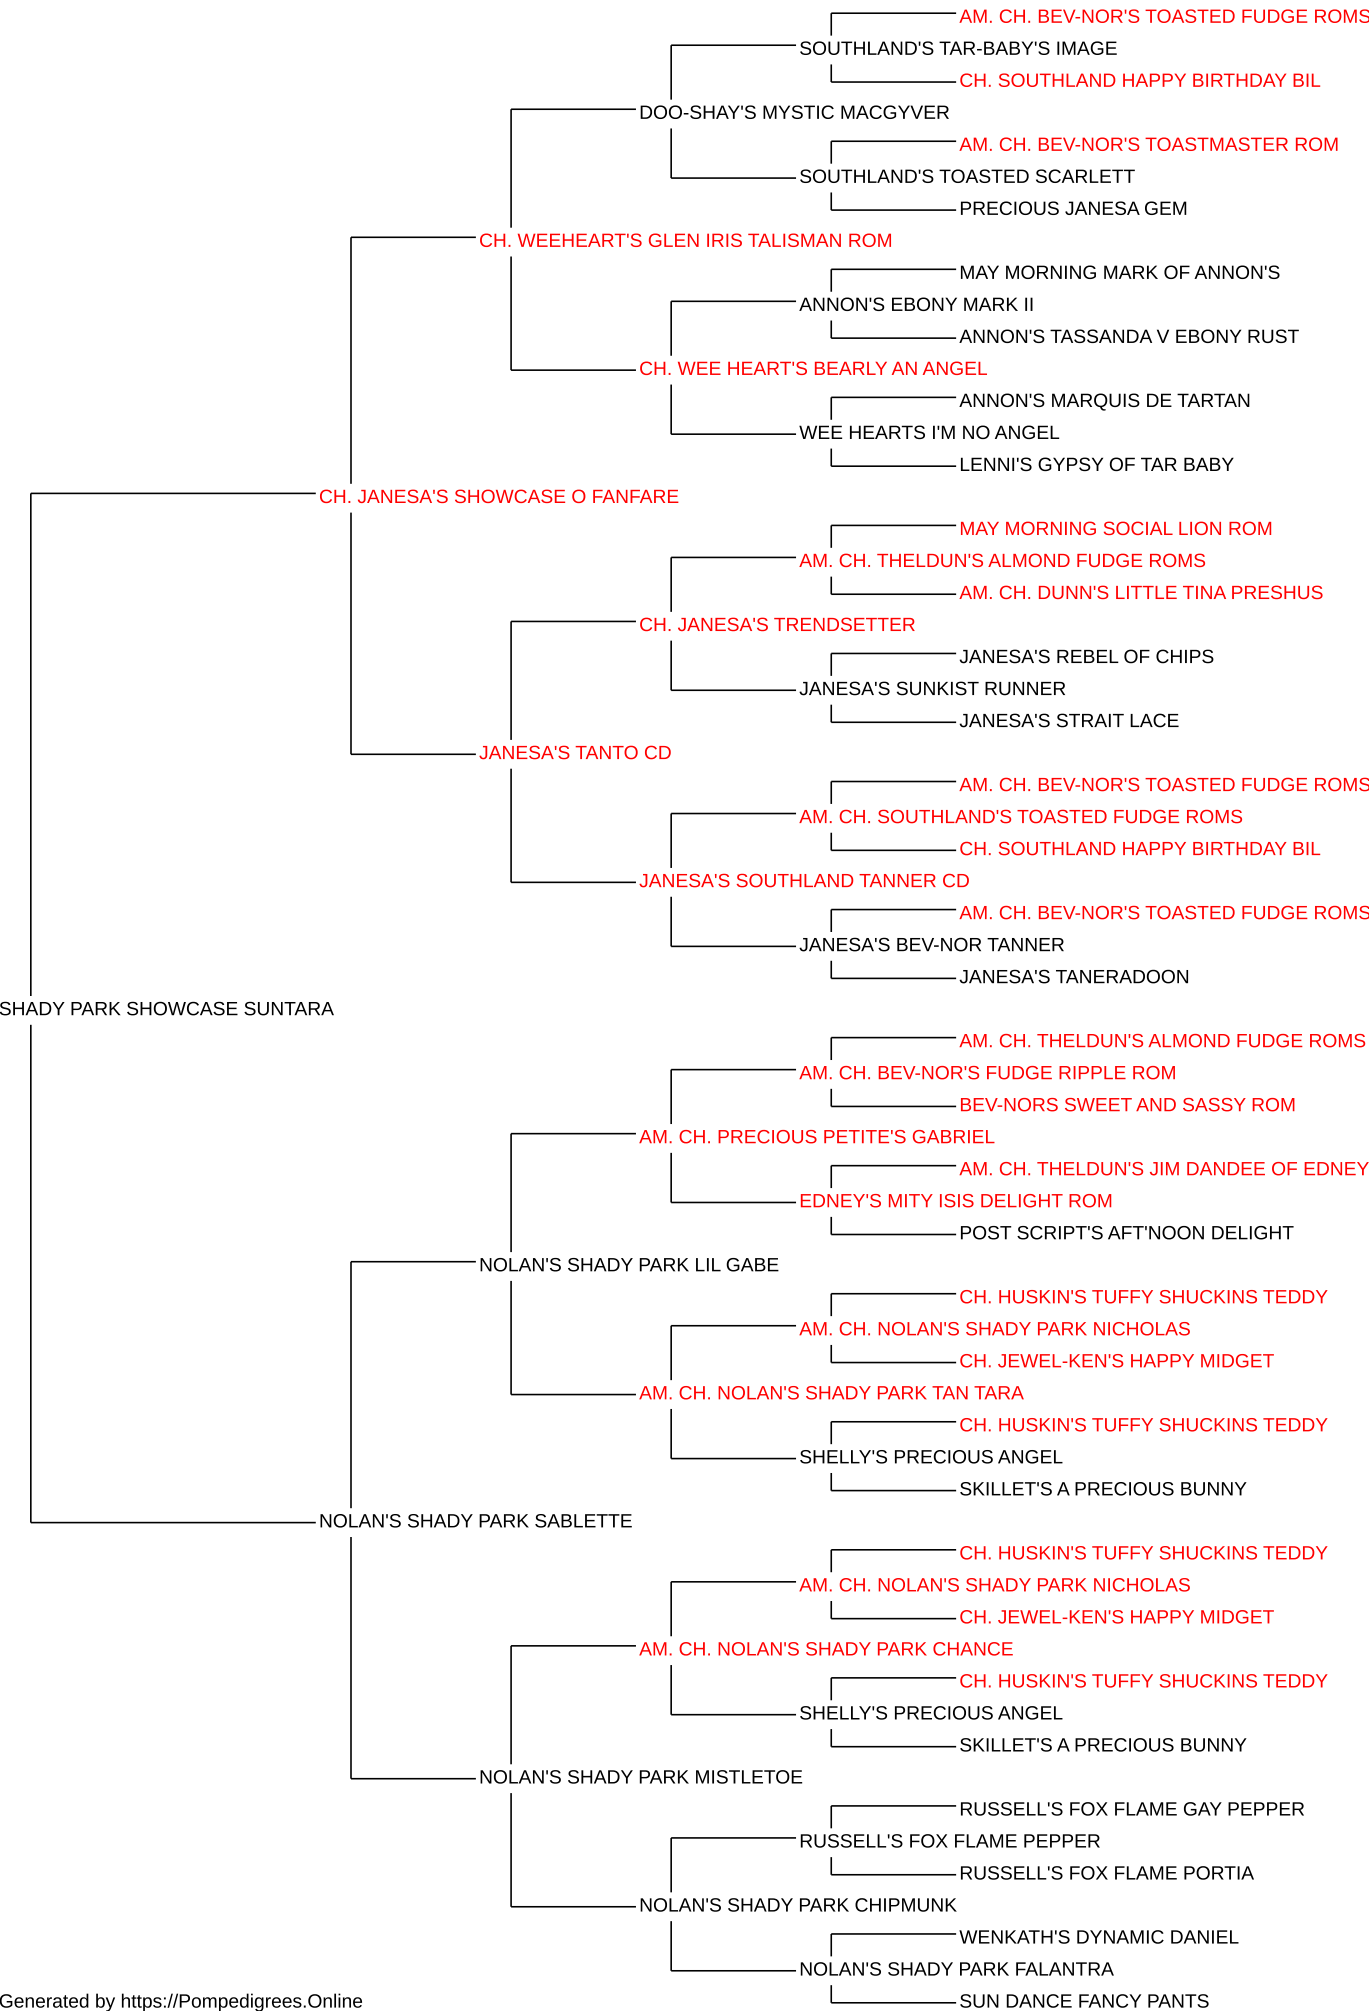 AM. CH. BEV-NOR'S TOASTED FUDGE ROMS
SOUTHLAND'S TAR-BABY'S IMAGE
CH. SOUTHLAND HAPPY BIRTHDAY BIL
DOO-SHAY'S MYSTIC MACGYVER
AM. CH. BEV-NOR'S TOASTMASTER ROM
SOUTHLAND'S TOASTED SCARLETT
PRECIOUS JANESA GEM
CH. WEEHEART'S GLEN IRIS TALISMAN ROM
MAY MORNING MARK OF ANNON'S
ANNON'S EBONY MARK II
ANNON'S TASSANDA V EBONY RUST
CH. WEE HEART'S BEARLY AN ANGEL
ANNON'S MARQUIS DE TARTAN
WEE HEARTS I'M NO ANGEL
LENNI'S GYPSY OF TAR BABY
CH. JANESA'S SHOWCASE O FANFARE
MAY MORNING SOCIAL LION ROM
AM. CH. THELDUN'S ALMOND FUDGE ROMS
AM. CH. DUNN'S LITTLE TINA PRESHUS
CH. JANESA'S TRENDSETTER
JANESA'S REBEL OF CHIPS
JANESA'S SUNKIST RUNNER
JANESA'S STRAIT LACE
JANESA'S TANTO CD
AM. CH. BEV-NOR'S TOASTED FUDGE ROMS
AM. CH. SOUTHLAND'S TOASTED FUDGE ROMS
CH. SOUTHLAND HAPPY BIRTHDAY BIL
JANESA'S SOUTHLAND TANNER CD
AM. CH. BEV-NOR'S TOASTED FUDGE ROMS
JANESA'S BEV-NOR TANNER
JANESA'S TANERADOON
SHADY PARK SHOWCASE SUNTARA
AM. CH. THELDUN'S ALMOND FUDGE ROMS
AM. CH. BEV-NOR'S FUDGE RIPPLE ROM
BEV-NORS SWEET AND SASSY ROM
AM. CH. PRECIOUS PETITE'S GABRIEL
AM. CH. THELDUN'S JIM DANDEE OF EDNEY
EDNEY'S MITY ISIS DELIGHT ROM
POST SCRIPT'S AFT'NOON DELIGHT
NOLAN'S SHADY PARK LIL GABE
CH. HUSKIN'S TUFFY SHUCKINS TEDDY
AM. CH. NOLAN'S SHADY PARK NICHOLAS
CH. JEWEL-KEN'S HAPPY MIDGET
AM. CH. NOLAN'S SHADY PARK TAN TARA
CH. HUSKIN'S TUFFY SHUCKINS TEDDY
SHELLY'S PRECIOUS ANGEL
SKILLET'S A PRECIOUS BUNNY
NOLAN'S SHADY PARK SABLETTE
CH. HUSKIN'S TUFFY SHUCKINS TEDDY
AM. CH. NOLAN'S SHADY PARK NICHOLAS
CH. JEWEL-KEN'S HAPPY MIDGET
AM. CH. NOLAN'S SHADY PARK CHANCE
CH. HUSKIN'S TUFFY SHUCKINS TEDDY
SHELLY'S PRECIOUS ANGEL
SKILLET'S A PRECIOUS BUNNY
NOLAN'S SHADY PARK MISTLETOE
RUSSELL'S FOX FLAME GAY PEPPER
RUSSELL'S FOX FLAME PEPPER
RUSSELL'S FOX FLAME PORTIA
NOLAN'S SHADY PARK CHIPMUNK
WENKATH'S DYNAMIC DANIEL
NOLAN'S SHADY PARK FALANTRA
SUN DANCE FANCY PANTS
Generated by https://Pompedigrees.Online